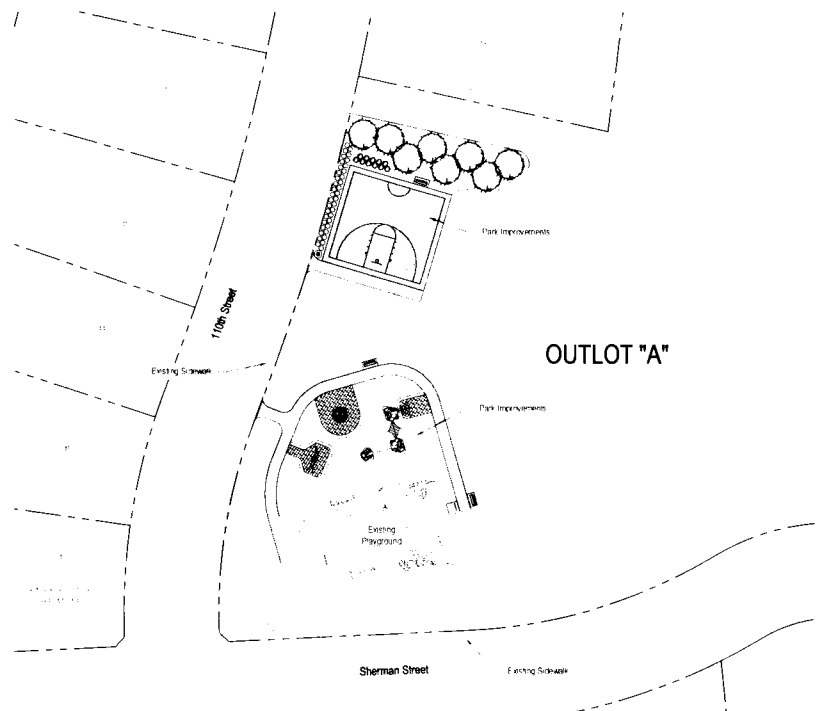 Park Improvements
110th Street
OUTLOT "A"
Existing Sidewalk
Park Improvements
Existing
Playground
Sherman Street
Existing Sidewalk